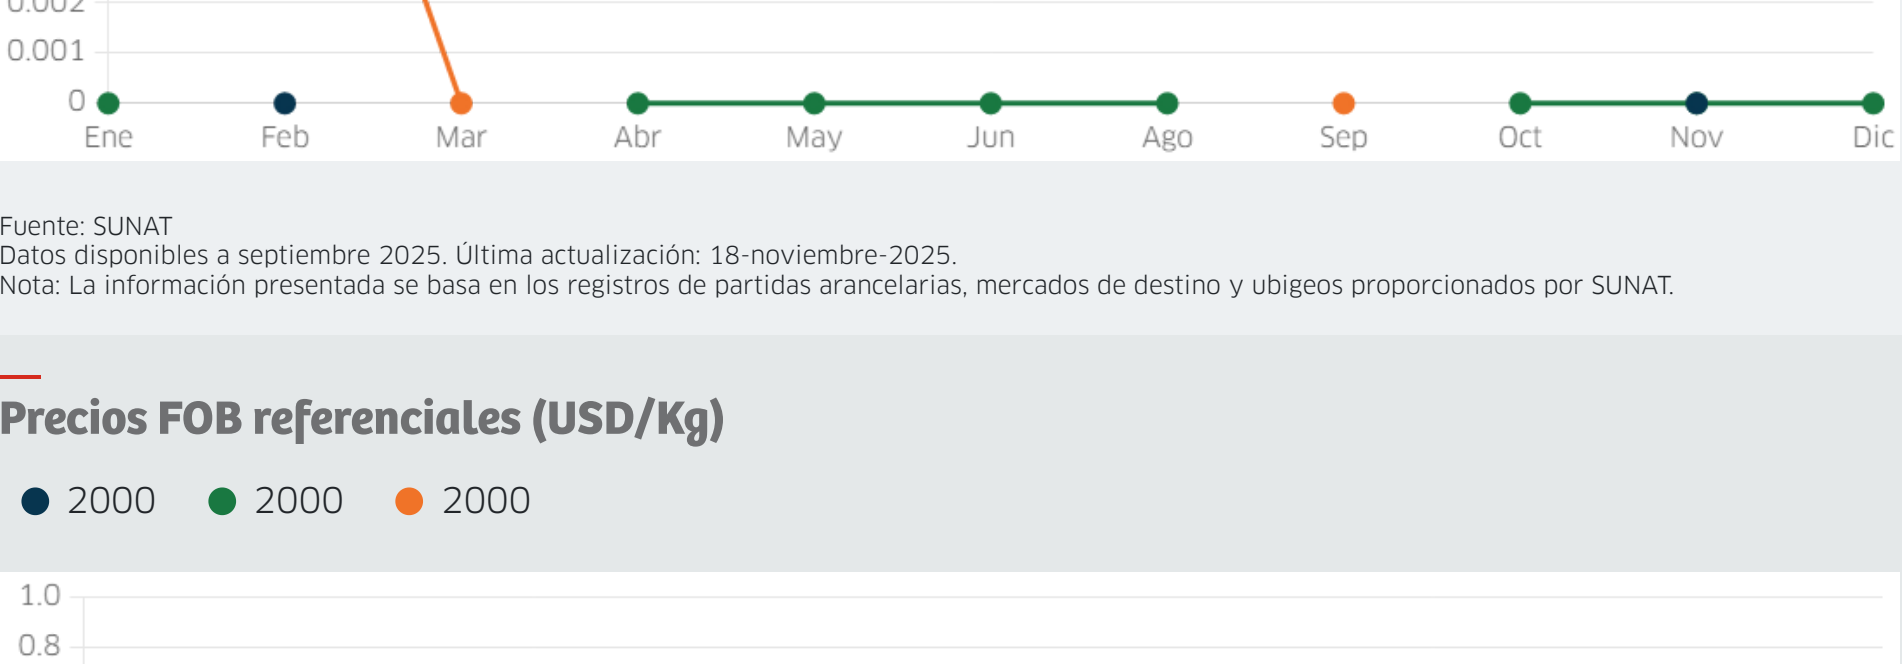 0.002
0.001
0
Ene Feb Mar Abr May Jun Ago Sep Oct Nov Dic
Fuente: SUNAT
Datos disponibles a septiembre 2025. Última actualización: 18-noviembre-2025.
Nota: La información presentada se basa en los registros de partidas arancelarias, mercados de destino y ubigeos proporcionados por SUNAT.
Precios FOB referenciales (USD/Kg)
2000 2000 2000
1.0
0.8